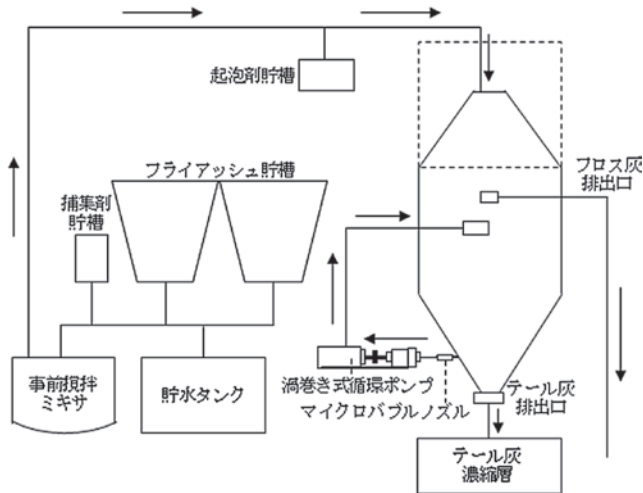 起泡剤貯槽
フライアッシュ貯槽
捕集剤
貯槽
フロス灰
排出口
事前撹拌
ミキサ
貯水タンク
渦巻き式循環ポンプ
マイクロバブルノズル
テール灰
排出口
テール灰
濃縮層